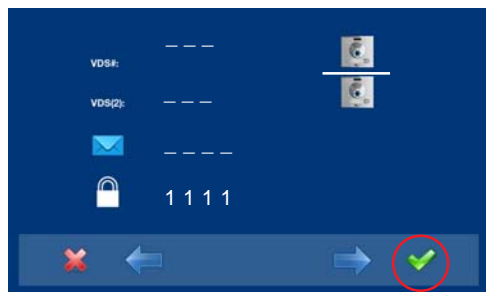 VDS#: _ _ _
VDS(2): _ _ _
_ _ _ _
1 1 1 1